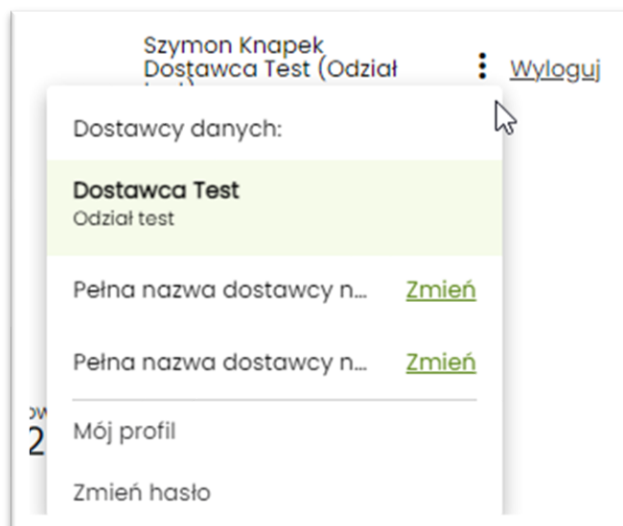 Szymon Knapek
Dostawca Test (Odział
Wyloguj
Dostawcy danych:
Dostawca Test
Odział test
Pełna nazwa dostawcy n...
Zmień
Pełna nazwa dostawcy n...
Zmień
Mój profil
Zmień hasło